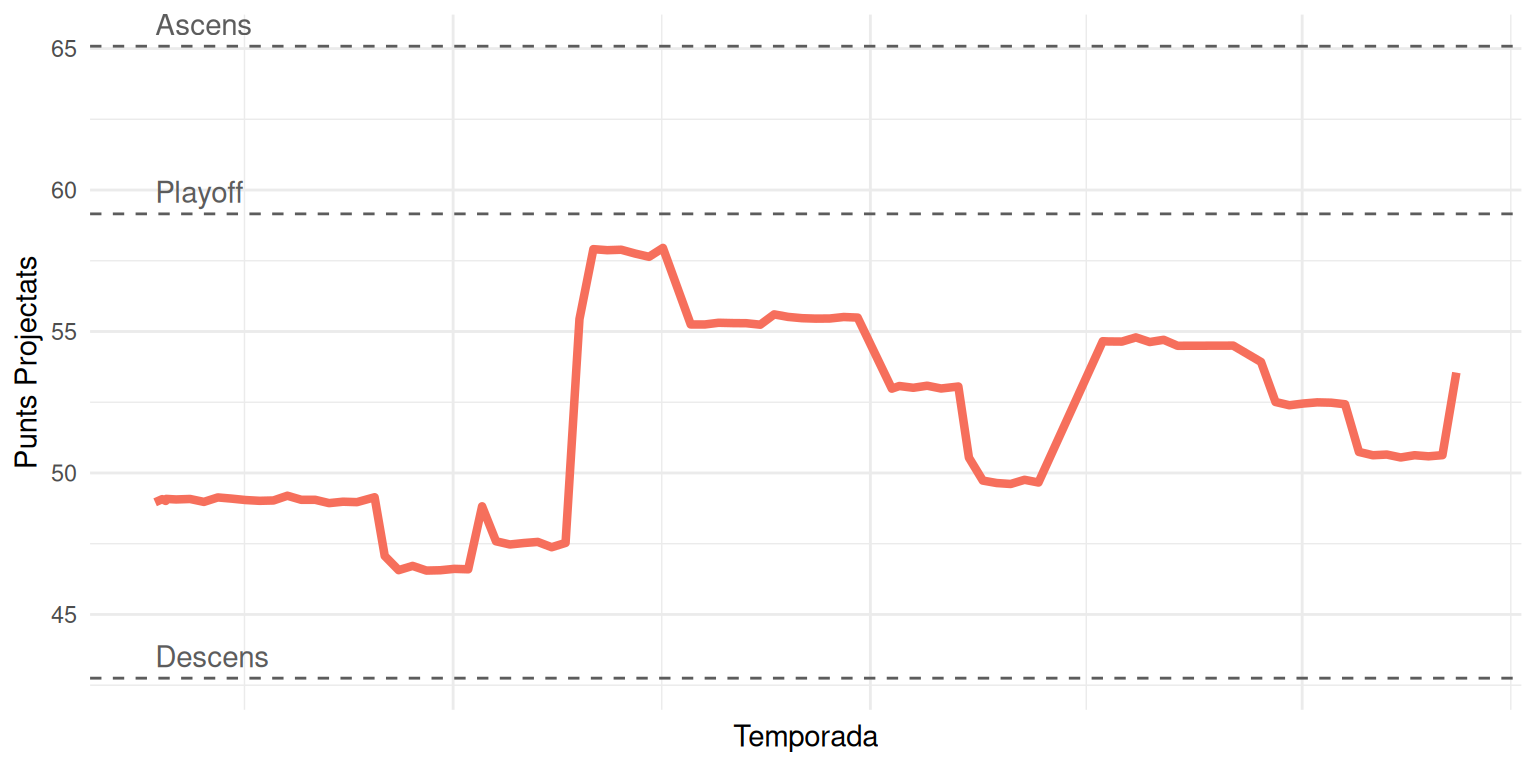 Ascens
65
Playoff
60
55
50
45
Descens
Punts Projectats
Temporada